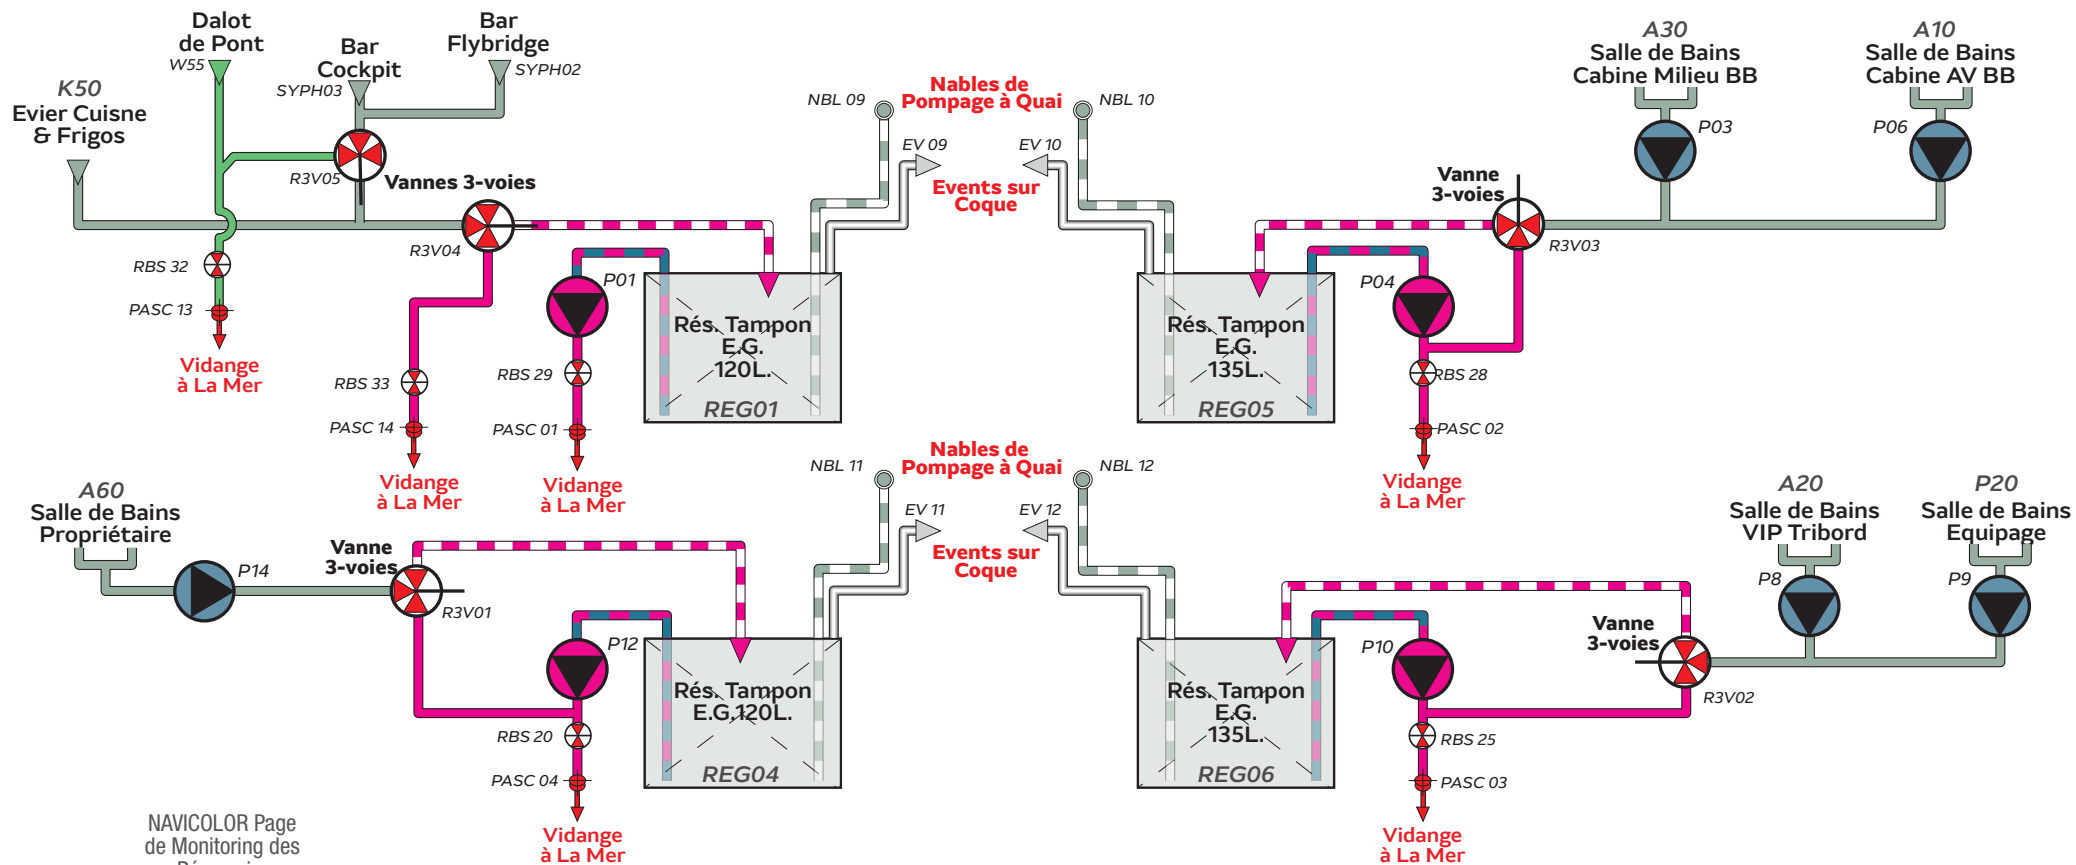 Dalot
de Pont
W55
Bar
Cockpit
SYPH03
Bar
Flybridge
SYPH02
K50
Evier Cuisne
& Frigos
R3V05
Vannes 3-voies
R3V04
RBS 32
PASC 13
Vidange
à La Mer
RBS 33
PASC 14
Vidange
à La Mer
P01
RBS 29
PASC 01
Vidange
à La Mer
Rés. Tampon
E.G.
120L.
REG01
NBL 09
Nables de
Pompage à Quai
NBL 10
EV 09
EV 10
Events sur
Coque
A30
Salle de Bains
Cabine Milieu BB
P03
A10
Salle de Bains
Cabine AV BB
P06
Vanne
3-voies
R3V03
P04
Rés. Tampon
E.G.
135L.
REG05
RBS 28
PASC 02
Vidange
à La Mer
A60
Salle de Bains
Propriétaire
P14
Vanne
3-voies
R3V01
P12
RBS 20
PASC 04
Vidange
à La Mer
Rés. Tampon
E.G.120L.
REG04
NBL 11
Nables de
Pompage à Quai
NBL 12
EV 11
EV 12
Events sur
Coque
A20
Salle de Bains
VIP Tribord
P8
P20
Salle de Bains
Equipage
P9
Vanne
3-voies
R3V02
P10
Rés. Tampon
E.G.
135L.
REG06
RBS 25
PASC 03
Vidange
à La Mer
NAVICOLOR Page
de Monitoring des